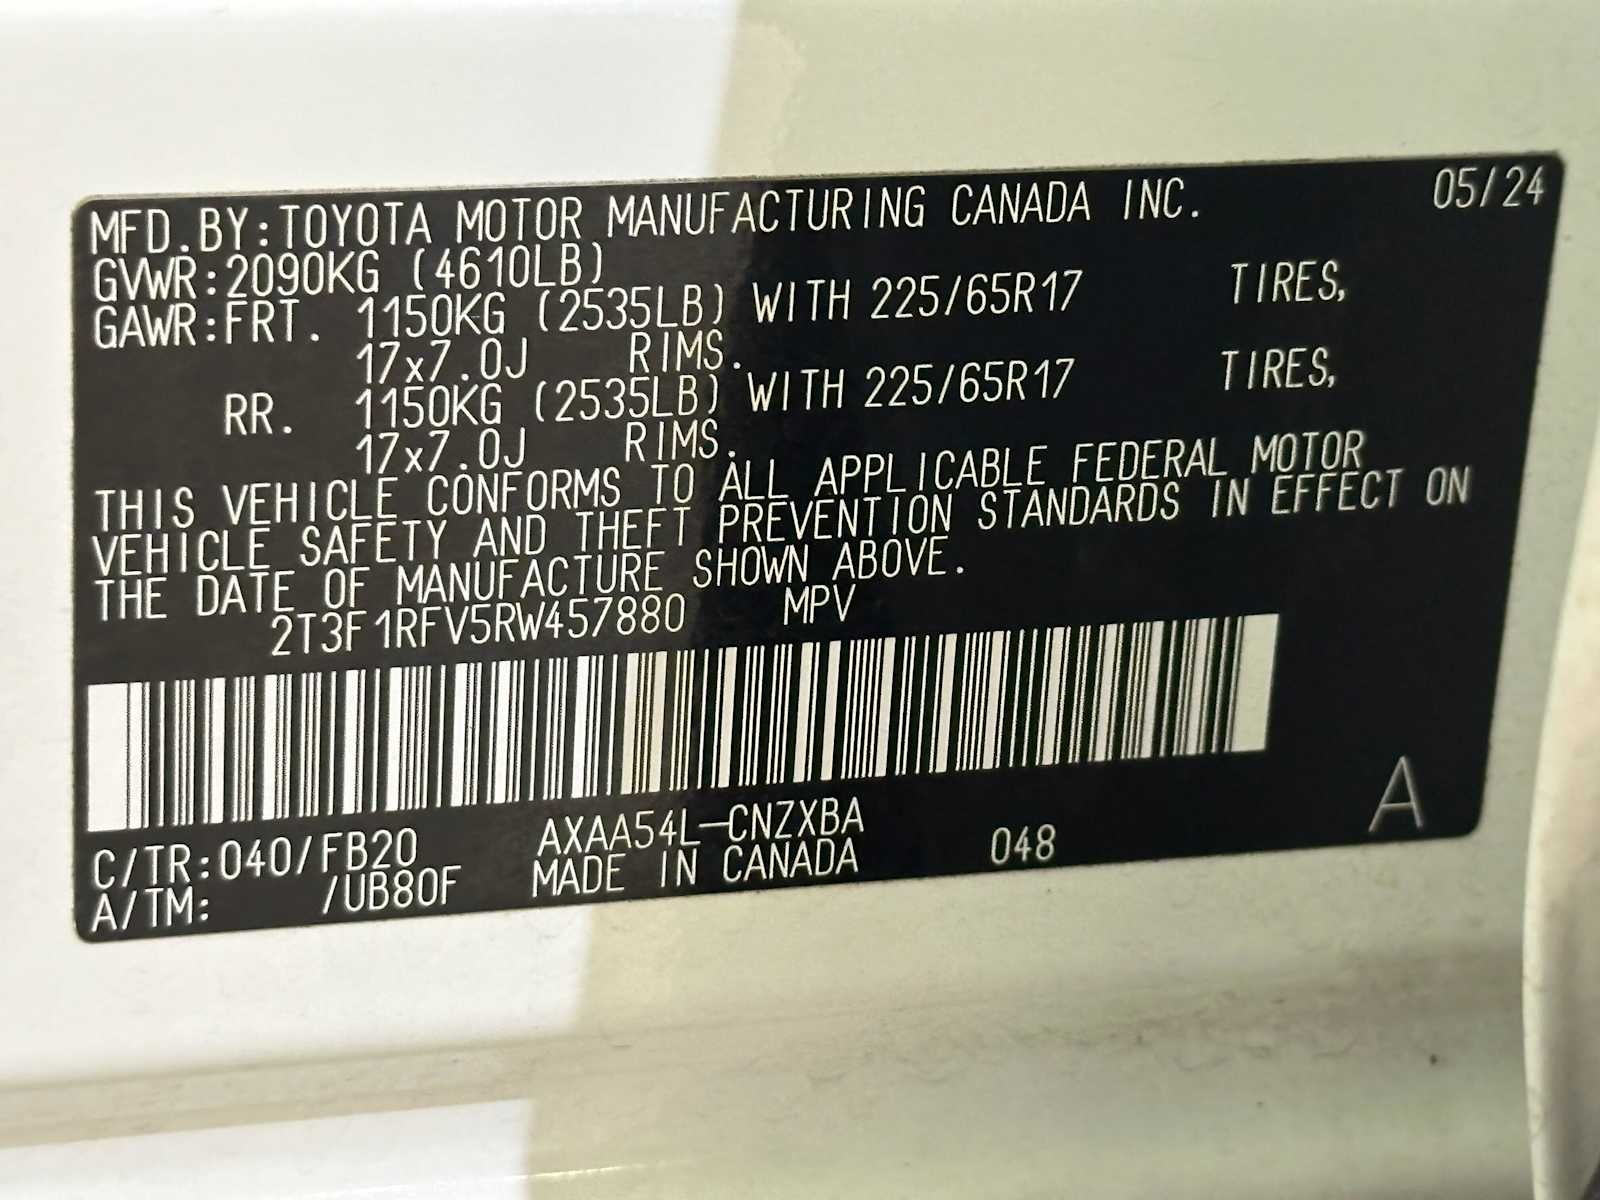 05/24
MFD.BY:TOYOTA MOTOR MANUFACTURING CANADA INC.
GVWR:2090KG (4610LB)
GAWR:FRT. 1150KG (2535LB) WITH 225/65R17 TIRES,
17x7.0J RIMS.
RR. 1150KG (2535LB) WITH 225/65R17 TIRES,
17x7.0J RIMS.
THIS VEHICLE CONFORMS TO ALL APPLICABLE FEDERAL MOTOR
VEHICLE SAFETY AND THEFT PREVENTION STANDARDS IN EFFECT ON
THE DATE OF MANUFACTURE SHOWN ABOVE.
2T3F1RFV5RW457880 MPV
C/TR:040/FB20 AXAA54L-CNZXBA
A/TM: /UB80F MADE IN CANADA 048
A